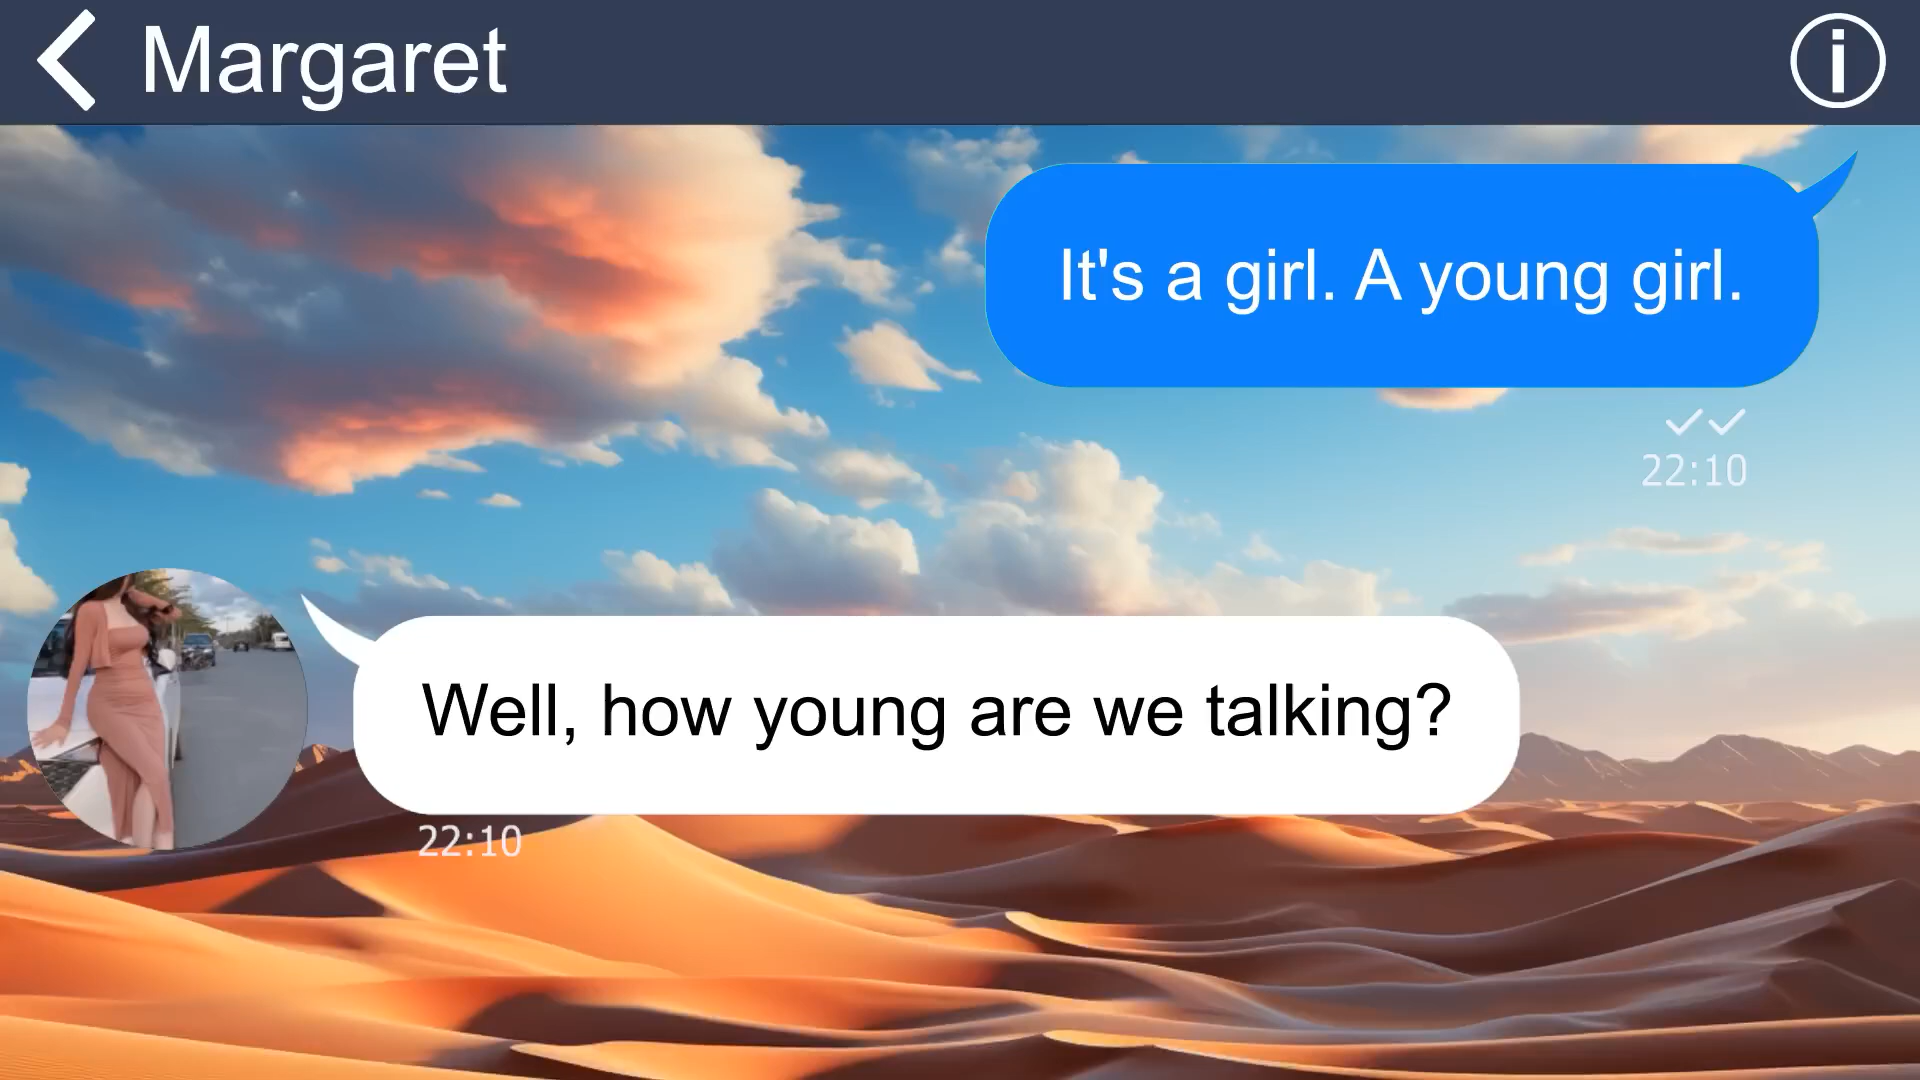 Margaret
It's a girl. A young girl.
22:10
Well, how young are we talking?
22:10